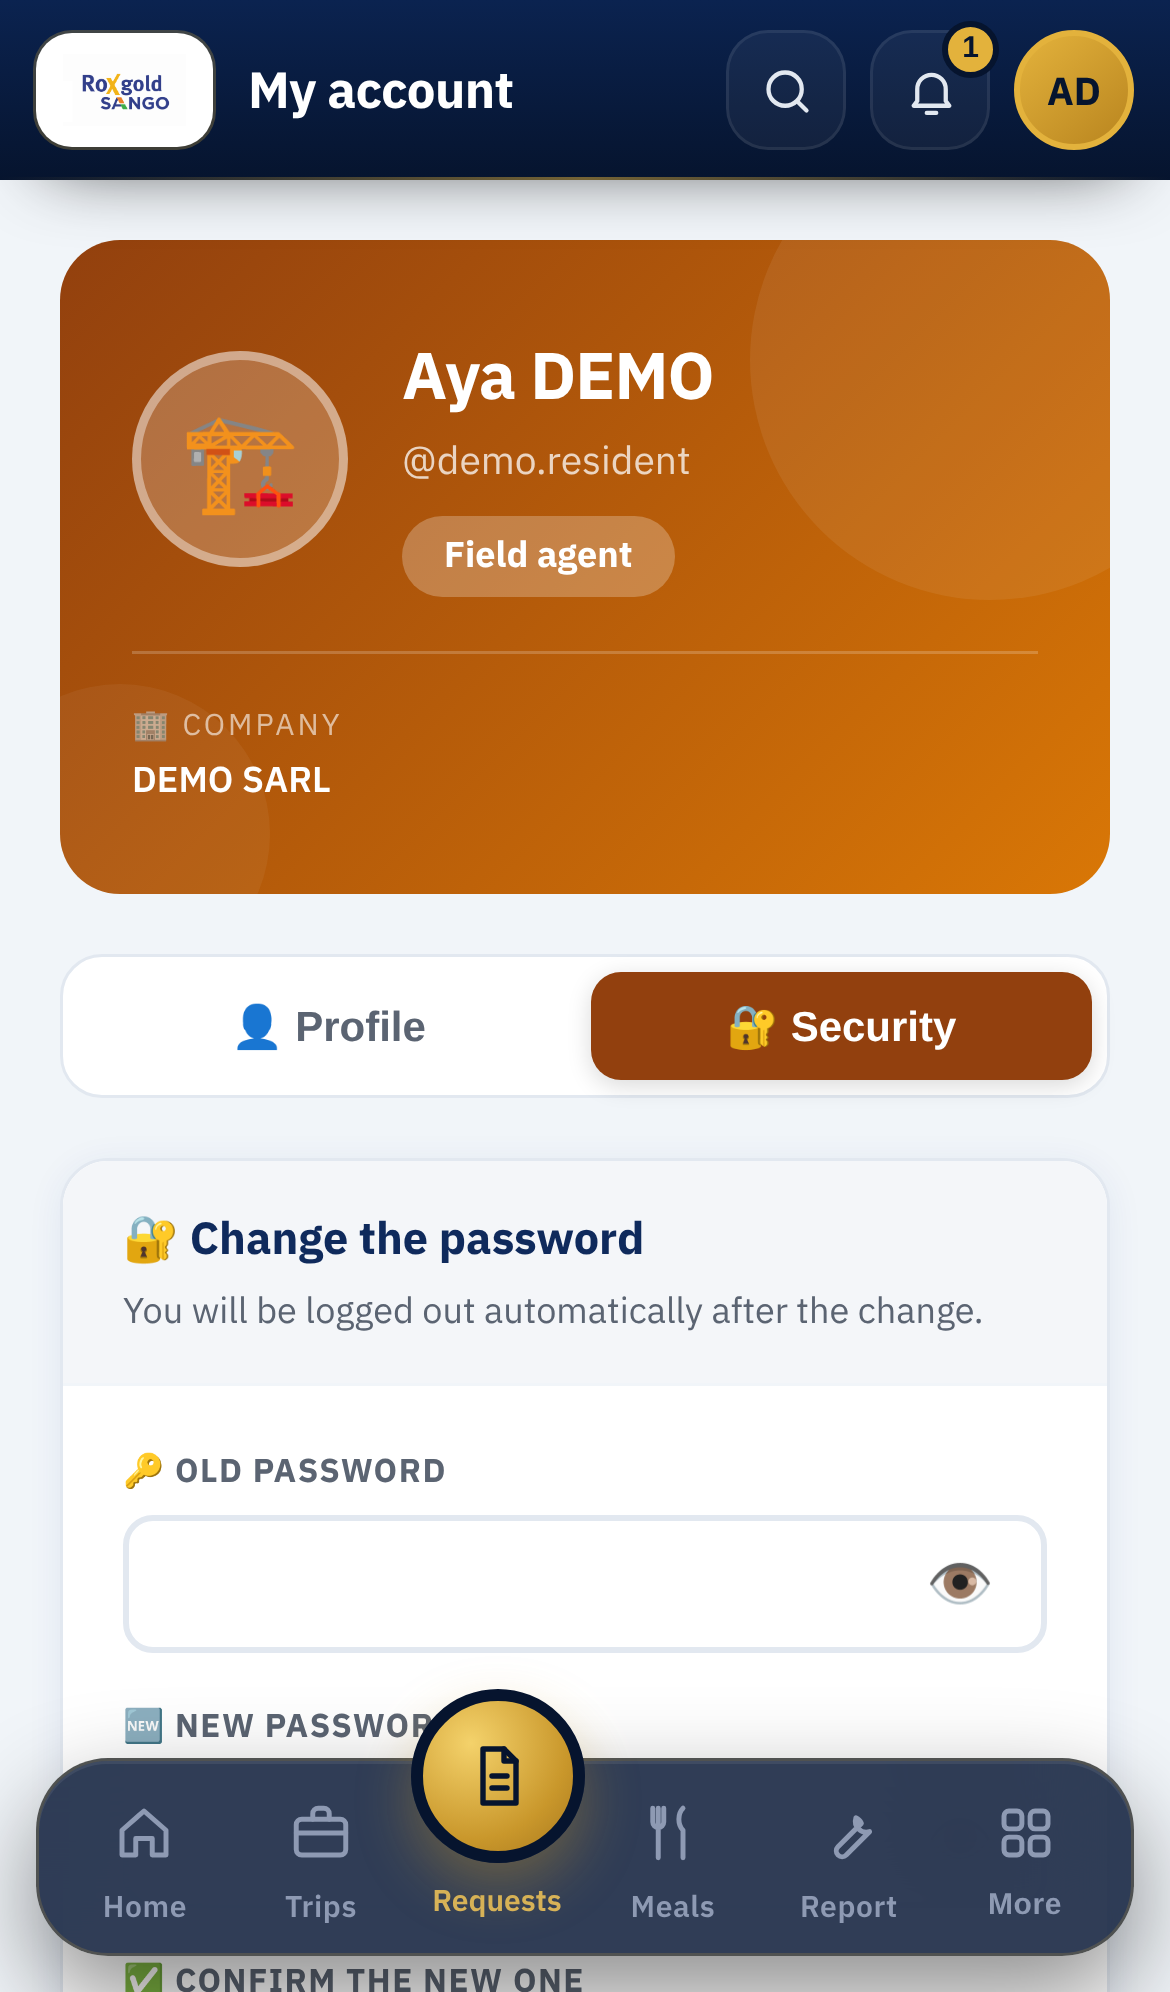 Roxgold
SANGO
My account
1
AD
Aya DEMO
@demo.resident
Field agent
COMPANY
DEMO SARL
Profile
Security
Change the password
You will be logged out automatically after the change.
OLD PASSWORD
NEW
NEW PASSWOR
Home
Trips
Requests
Meals
Report
More
CONFIRM THE NEW ONE